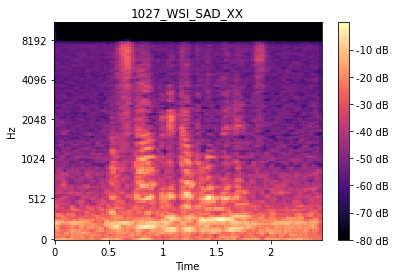 1027_WSI_SAD_XX
8192
4096
2048
1024
512
0
Hz
0
0.5
1
1.5
2
Time
-10 dB
-20 dB
-30 dB
-40 dB
-50 dB
-60 dB
-70 dB
-80 dB